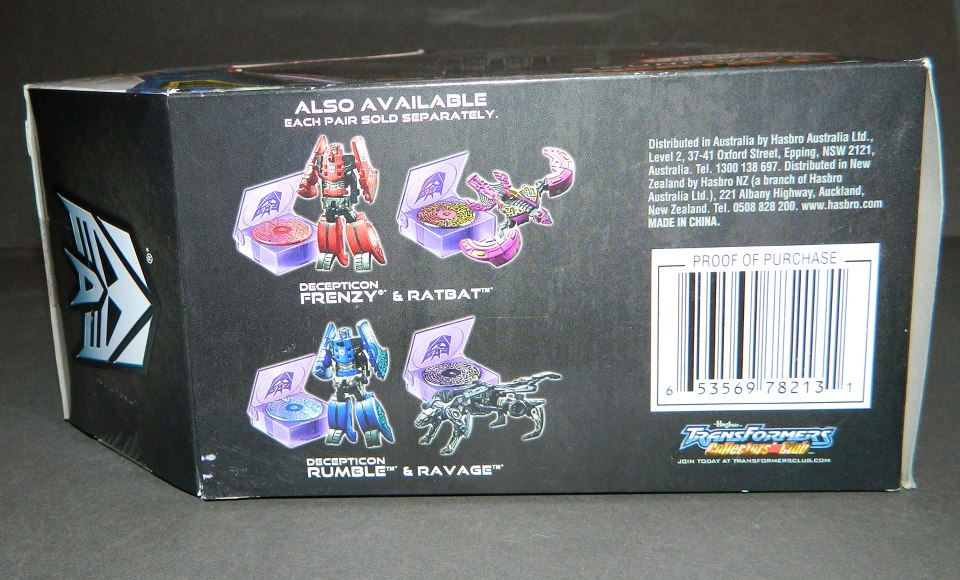 ALSO AVAILABLE
EACH PAIR SOLD SEPARATELY.
DECEPTICON
FRENZY®* & RATBAT™*
DECEPTICON
RUMBLE™* & RAVAGE™*
Distributed in Australia by Hasbro Australia Ltd.,
Level 2, 37-41 Oxford Street, Epping, NSW 2121,
Australia. Tel. 1300 138 697. Distributed in New
Zealand by Hasbro NZ (a branch of Hasbro
Australia Ltd.), 221 Albany Highway, Auckland,
New Zealand. Tel. 0508 828 200. www.hasbro.com
MADE IN CHINA.
PROOF OF PURCHASE
6 53569 78213 1
Hasbro
TRANSFORMERS
Collectors' Club™
JOIN TODAY AT TRANSFORMERSCLUB.COM
®